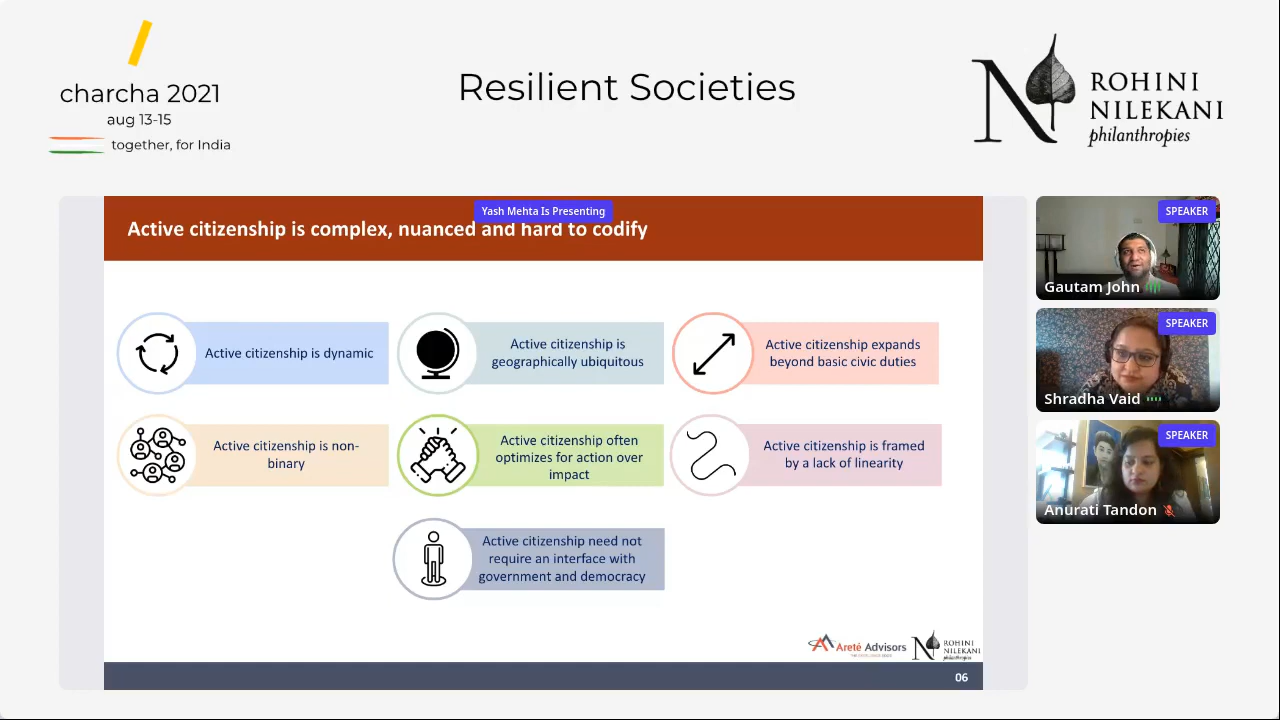 charcha 2021
aug 13-15
together, for India
Resilient Societies
ROHINI
NILEKANI
philanthropies
Yash Mehta Is Presenting
Active citizenship is complex, nuanced and hard to codify
Active citizenship is dynamic
Active citizenship is
geographically ubiquitous
Active citizenship expands
beyond basic civic duties
Active citizenship is non-
binary
Active citizenship often
optimizes for action over
impact
Active citizenship is framed
by a lack of linearity
Active citizenship need not
require an interface with
government and democracy
Areté Advisors
ROHINI
NILEKANI
philanthropies
06
SPEAKER
Gautam John
SPEAKER
Shradha Vaid
SPEAKER
Anurati Tandon